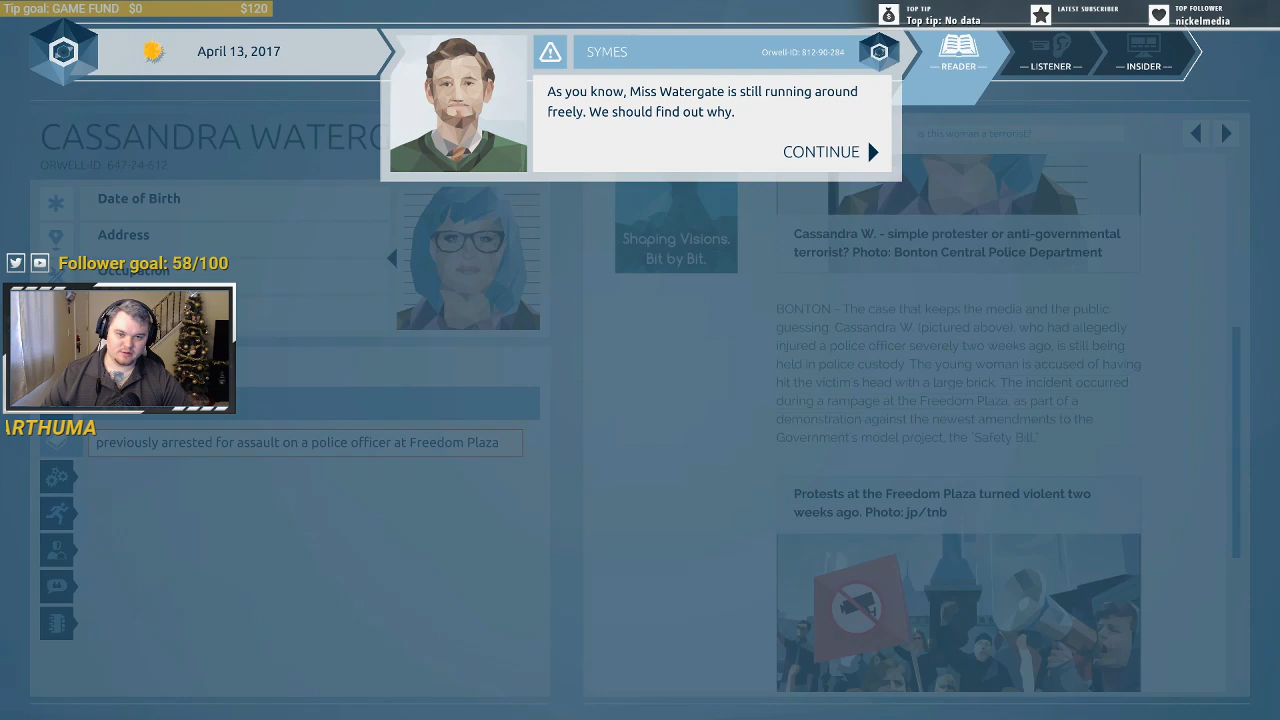 Tip goal: GAME FUND $0 $120
TOP TIP
Top tip: No data
LATEST SUBSCRIBER
TOP FOLLOWER
nickelmedia
April 13, 2017
SYMES
Orwell-ID: 812-90-284
As you know, Miss Watergate is still running around
freely. We should find out why.
CONTINUE
READER
LISTENER
INSIDER
CASSANDRA WATERG
ORWELL-ID: 647-24-612
Date of Birth
Address
Occupation
Follower goal: 58/100
ARTHUMA
previously arrested for assault on a police officer at Freedom Plaza
is this woman a terrorist?
Shaping Visions.
Bit by Bit.
Cassandra W. - simple protester or anti-governmental
terrorist? Photo: Bonton Central Police Department
BONTON - The case that keeps the media and the public
guessing: Cassandra W. (pictured above), who had allegedly
injured a police officer severely two weeks ago, is still being
held in police custody. The young woman is accused of having
hit the victim's head with a large brick. The incident occurred
during a rampage at the Freedom Plaza, as part of a
demonstration against the newest amendments to the
Government's model project, the "Safety Bill."
Protests at the Freedom Plaza turned violent two
weeks ago. Photo: jp/tnb